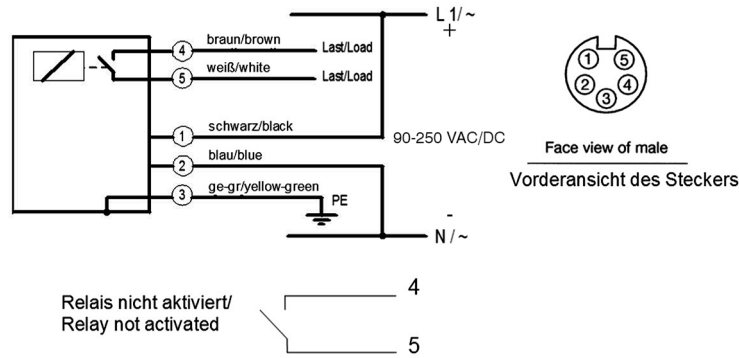 L 1/ ~
+
4 braun/brown Last/Load
5 weiß/white Last/Load
1 schwarz/black
90-250 VAC/DC
2 blau/blue
3 ge-gr/yellow-green PE
-
N / ~
1 5
2 4
3
Face view of male
Vorderansicht des Steckers
Relais nicht aktiviert/
Relay not activated
4
5